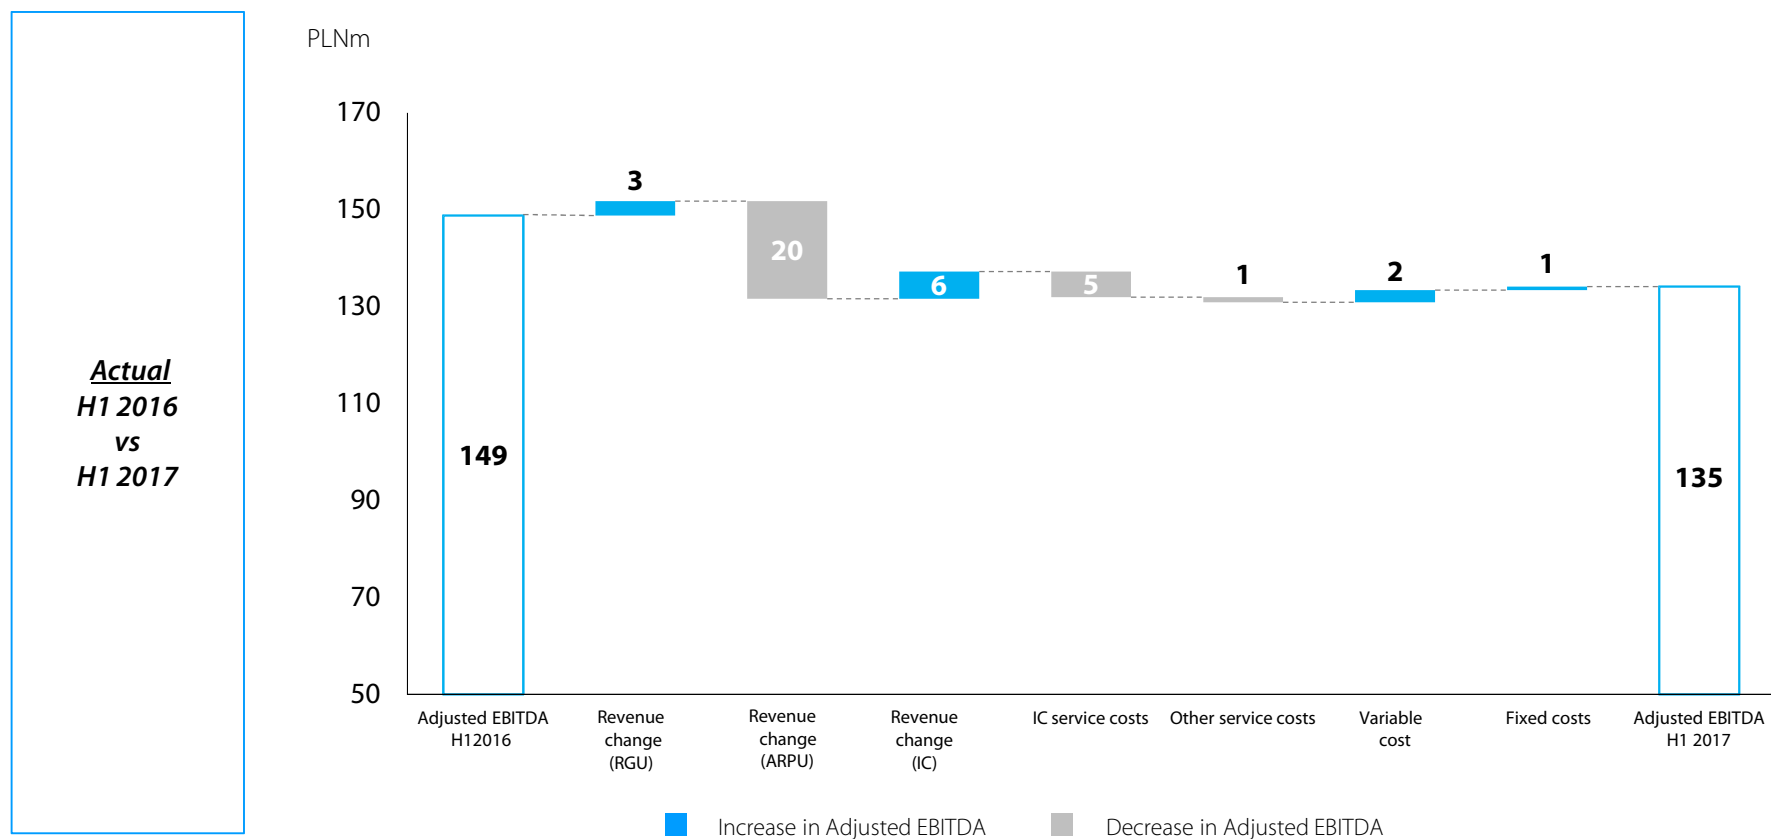 Actual
H1 2016
vs
H1 2017
PLNm
170
150
130
110
90
70
50
149
3
20
6
5
1
2
1
135
Adjusted EBITDA
H12016
Revenue
change
(RGU)
Revenue
change
(ARPU)
Revenue
change
(IC)
IC service costs
Other service costs
Variable
cost
Fixed costs
Adjusted EBITDA
H1 2017
Increase in Adjusted EBITDA
Decrease in Adjusted EBITDA